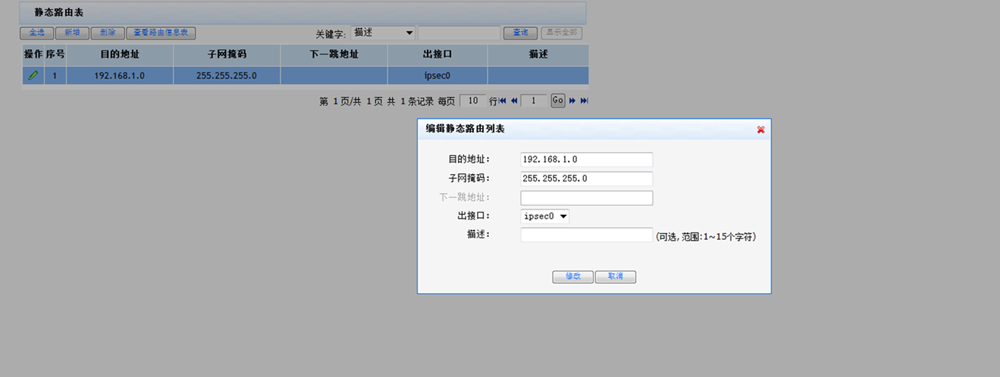 静态路由表
全选 新增 删除 查看路由信息表 关键字: 描述 查询 显示全部
操作 序号 目的地址 子网掩码 下一跳地址 出接口 描述
1 192.168.1.0 255.255.255.0 ipsec0
第 1 页/共 1 页 共 1 条记录 每页 10 行 1 Go
编辑静态路由列表
目的地址: 192.168.1.0
子网掩码: 255.255.255.0
下一跳地址:
出接口: ipsec0
描述: (可选,范围:1~15个字符)
修改 取消